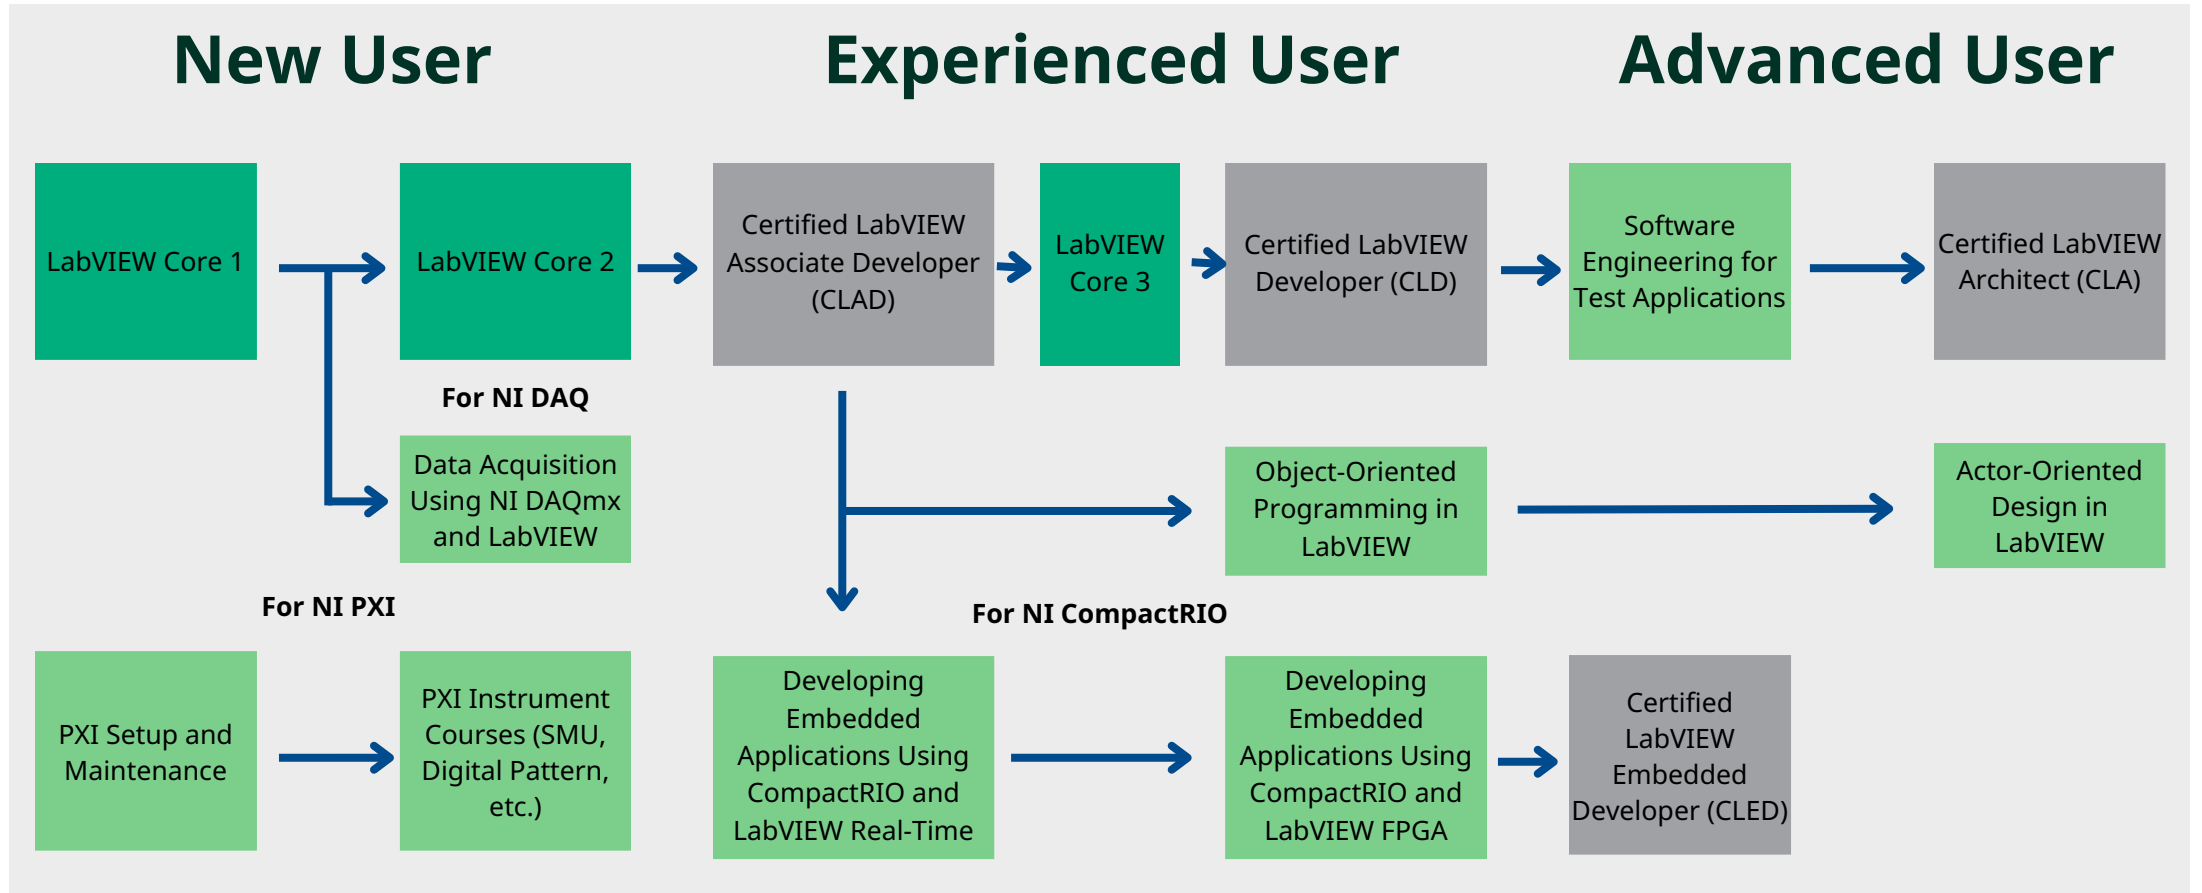 New User
Experienced User
Advanced User
LabVIEW Core 1
LabVIEW Core 2
Certified LabVIEW
Associate Developer
(CLAD)
LabVIEW
Core 3
Certified LabVIEW
Developer (CLD)
Software
Engineering for
Test Applications
Certified LabVIEW
Architect (CLA)
For NI DAQ
Data Acquisition
Using NI DAQmx
and LabVIEW
Object-Oriented
Programming in
LabVIEW
Actor-Oriented
Design in
LabVIEW
For NI PXI
For NI CompactRIO
PXI Setup and
Maintenance
PXI Instrument
Courses (SMU,
Digital Pattern,
etc.)
Developing
Embedded
Applications Using
CompactRIO and
LabVIEW Real-Time
Developing
Embedded
Applications Using
CompactRIO and
LabVIEW FPGA
Certified
LabVIEW
Embedded
Developer (CLED)